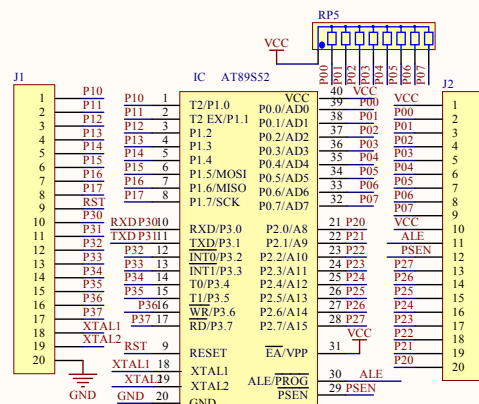 RP5
VCC
P00
P01
P02
P03
P04
P05
P06
P07
J1
1 P10
2 P11
3 P12
4 P13
5 P14
6 P15
7 P16
8 P17
9 RST
10 P30
11 P31
12 P32
13 P33
14 P34
15 P35
16 P36
17 P37
18 XTAL1
19 XTAL2
20
GND
IC AT89S52
P10 1 T2/P1.0
P11 2 T2 EX/P1.1
P12 3 P1.2
P13 4 P1.3
P14 5 P1.4
P15 6 P1.5/MOSI
P16 7 P1.6/MISO
P17 8 P1.7/SCK
RXD P30 10 RXD/P3.0
TXD P31 11 TXD/P3.1
P32 12 INT0/P3.2
P33 13 INT1/P3.3
P34 14 T0/P3.4
P35 15 T1/P3.5
P36 16 WR/P3.6
P37 17 RD/P3.7
RST 9 RESET
XTAL1 18 XTAL1
XTAL2 19 XTAL2
GND 20 GND
VCC 40 VCC
P0.0/AD0 39 P00
P0.1/AD1 38 P01
P0.2/AD2 37 P02
P0.3/AD3 36 P03
P0.4/AD4 35 P04
P0.5/AD5 34 P05
P0.6/AD6 33 P06
P0.7/AD7 32 P07
P2.0/A8 21 P20
P2.1/A9 22 P21
P2.2/A10 23 P22
P2.3/A11 24 P23
P2.4/A12 25 P24
P2.5/A13 26 P25
P2.6/A14 27 P26
P2.7/A15 28 P27
VCC
EA/VPP 31
ALE/PROG 30 ALE
PSEN 29 PSEN
J2
VCC 1
P00 2
P01 3
P02 4
P03 5
P04 6
P05 7
P06 8
P07 9
10
ALE 11
PSEN 12
P27 13
P26 14
P25 15
P24 16
P23 17
P22 18
P21 19
P20 20